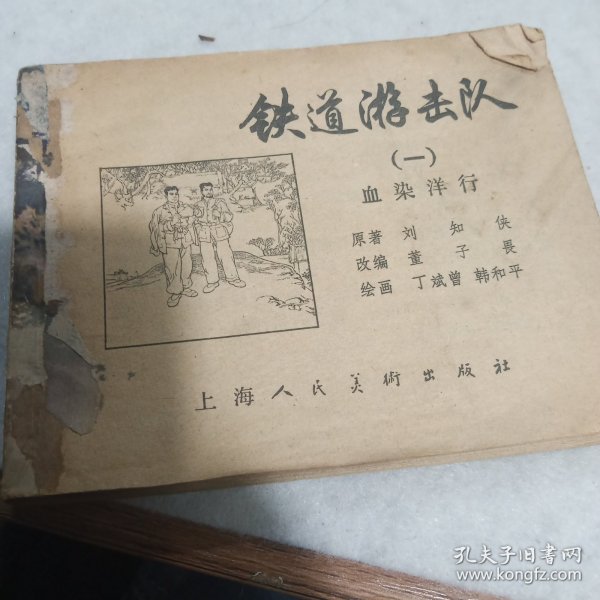 铁道游击队
(一)
血染洋行
原著 刘知侠
改编 董子畏
绘画 丁斌曾 韩和平
上海人民美術出版社
孔夫子旧书网
www.kongfz.com